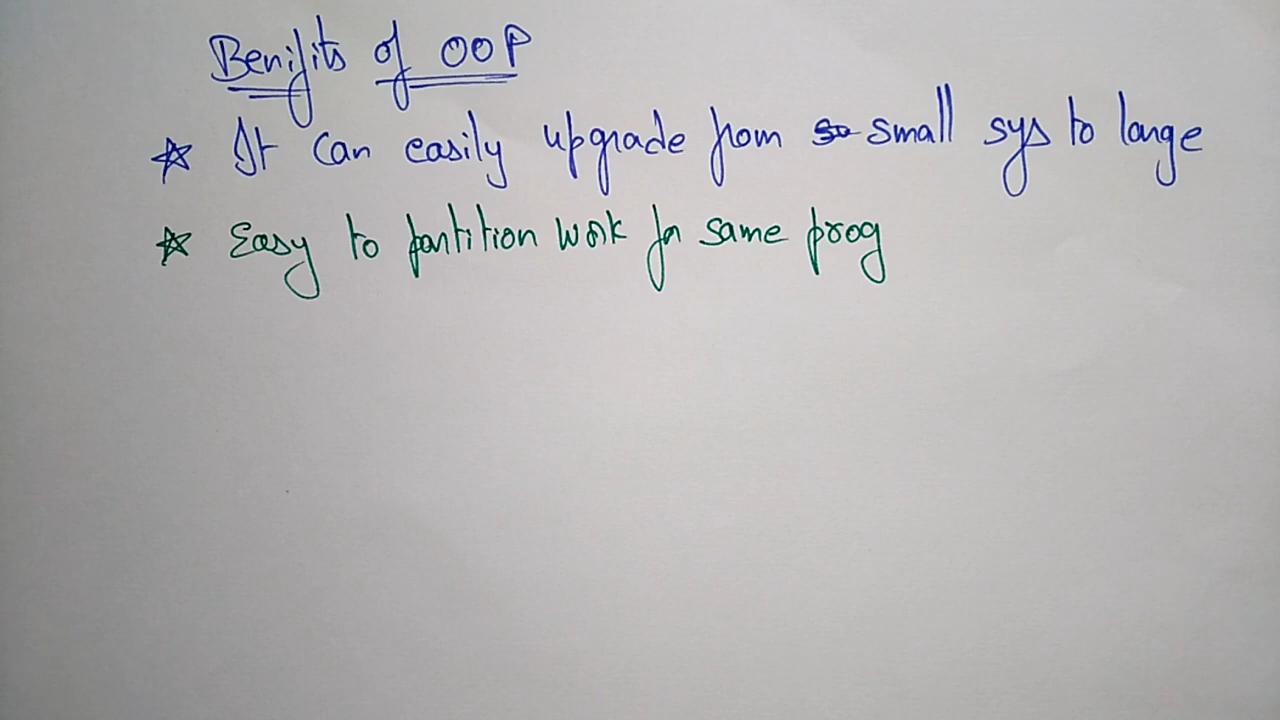 Benifits of OOP
☆ It can easily upgrade from small sys to large
☆ Easy to partition work for same prog